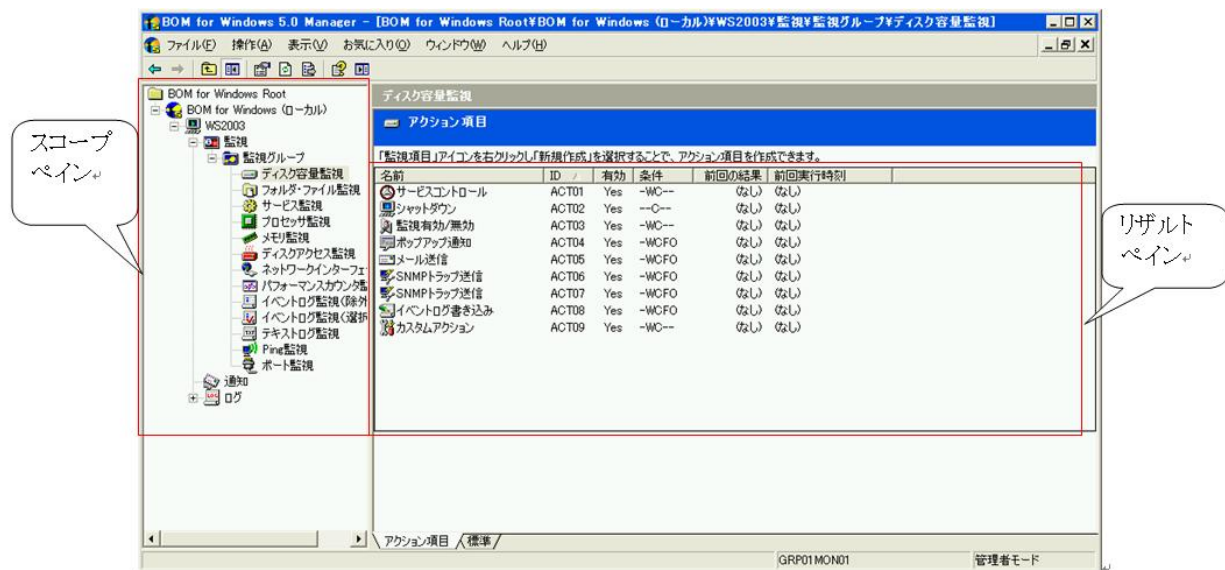 BOM for Windows 5.0 Manager - [BOM for Windows Root¥BOM for Windows (ローカル)¥WS2003¥監視¥監視グループ¥ディスク容量監視]
ファイル(F) 操作(A) 表示(V) お気に入り(O) ウィンドウ(W) ヘルプ(H)
スコープ
ペイン
BOM for Windows Root
BOM for Windows (ローカル)
WS2003
監視
監視グループ
ディスク容量監視
フォルダ・ファイル監視
サービス監視
プロセッサ監視
メモリ監視
ディスクアクセス監視
ネットワークインターフェ
パフォーマンスカウンタ監
イベントログ監視(除外
イベントログ監視(選択
テキストログ監視
Ping監視
ポート監視
通知
ログ
ディスク容量監視
アクション項目
「監視項目」アイコンを右クリックし「新規作成」を選択することで、アクション項目を作成できます。
名前 ID 有効 条件 前回の結果 前回実行時刻
サービスコントロール ACT01 Yes -WC-- (なし) (なし)
シャットダウン ACT02 Yes --C-- (なし) (なし)
監視有効/無効 ACT03 Yes -WC-- (なし) (なし)
ポップアップ通知 ACT04 Yes -WCFO (なし) (なし)
メール送信 ACT05 Yes -WCFO (なし) (なし)
SNMPトラップ送信 ACT06 Yes -WCFO (なし) (なし)
SNMPトラップ送信 ACT07 Yes -WCFO (なし) (なし)
イベントログ書き込み ACT08 Yes -WCFO (なし) (なし)
カスタムアクション ACT09 Yes -WC-- (なし) (なし)
リザルト
ペイン
アクション項目 標準
GRP01MON01 管理者モード